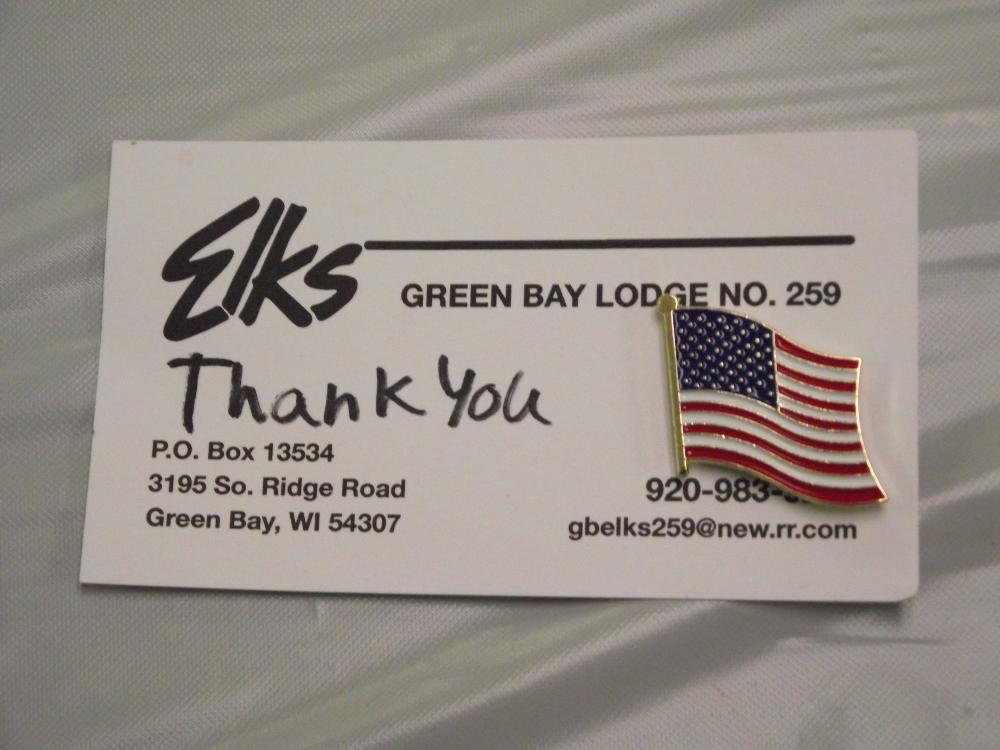 Elks
GREEN BAY LODGE NO. 259
Thank You
P.O. Box 13534
3195 So. Ridge Road
Green Bay, WI 54307
920-983-
gbelks259@new.rr.com